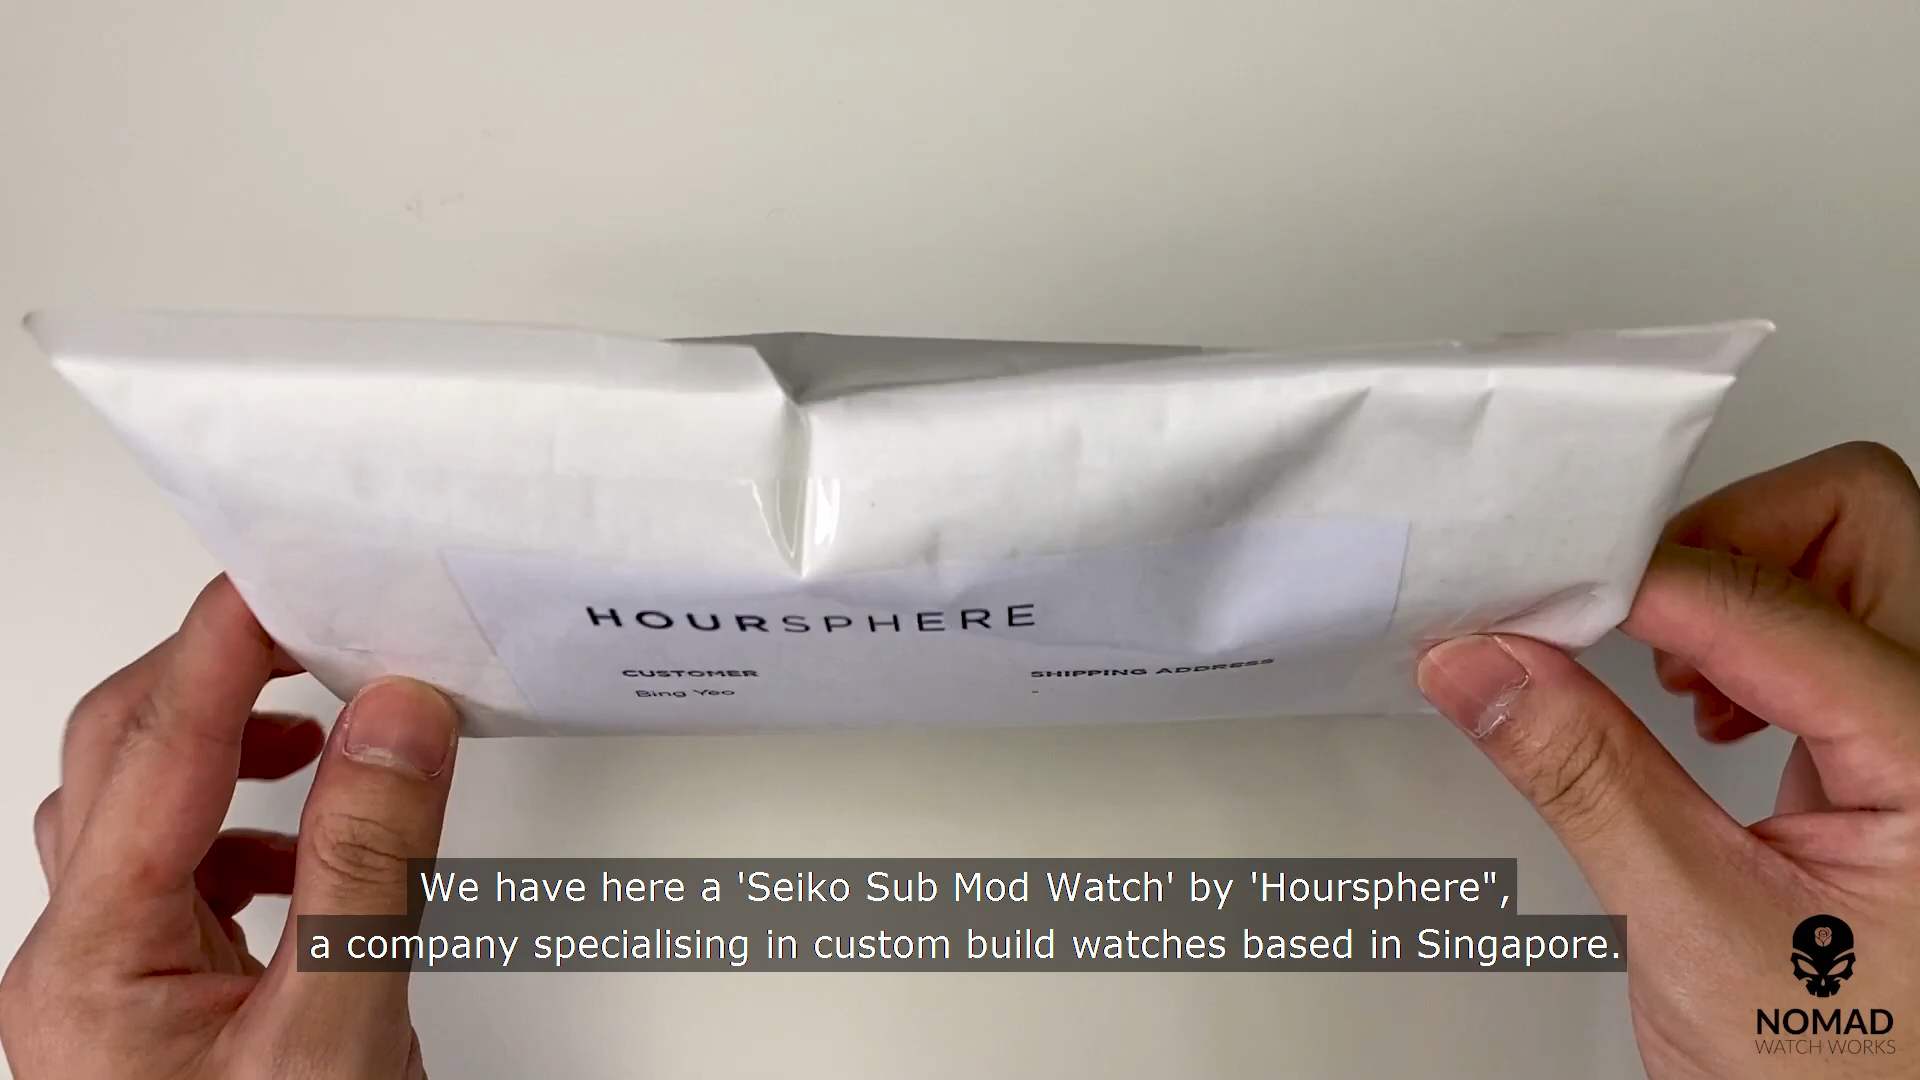 HOURSPHERE
CUSTOMER
Bing Yeo
SHIPPING ADDRESS
-
We have here a 'Seiko Sub Mod Watch' by 'Hoursphere",
a company specialising in custom build watches based in Singapore.
NOMAD
WATCH WORKS